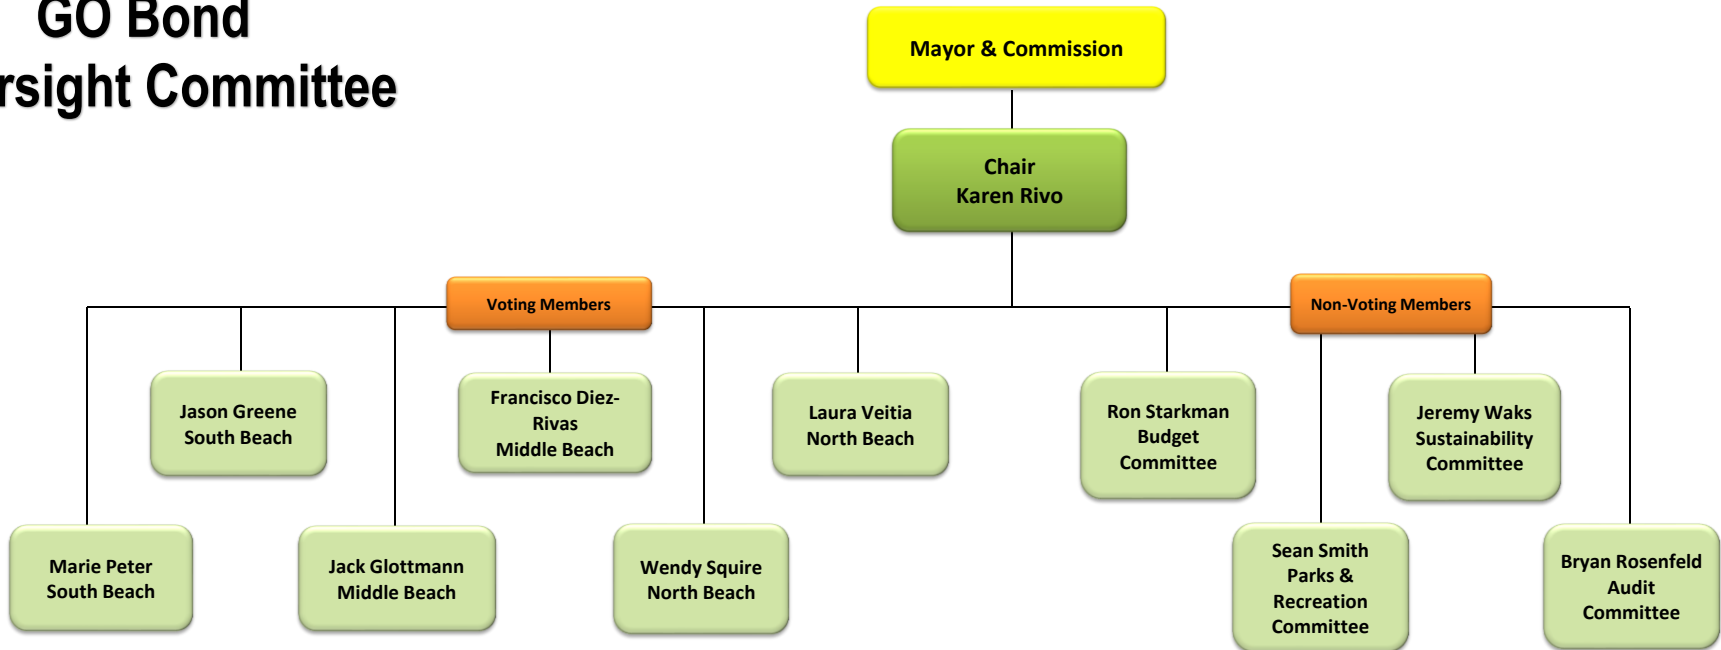 GO Bond
rsight Committee
Mayor & Commission
Chair
Karen Rivo
Voting Members
Non-Voting Members
Jason Greene
South Beach
Francisco Diez-
Rivas
Middle Beach
Laura Veitia
North Beach
Ron Starkman
Budget
Committee
Jeremy Waks
Sustainability
Committee
Marie Peter
South Beach
Jack Glottmann
Middle Beach
Wendy Squire
North Beach
Sean Smith
Parks &
Recreation
Committee
Bryan Rosenfeld
Audit
Committee